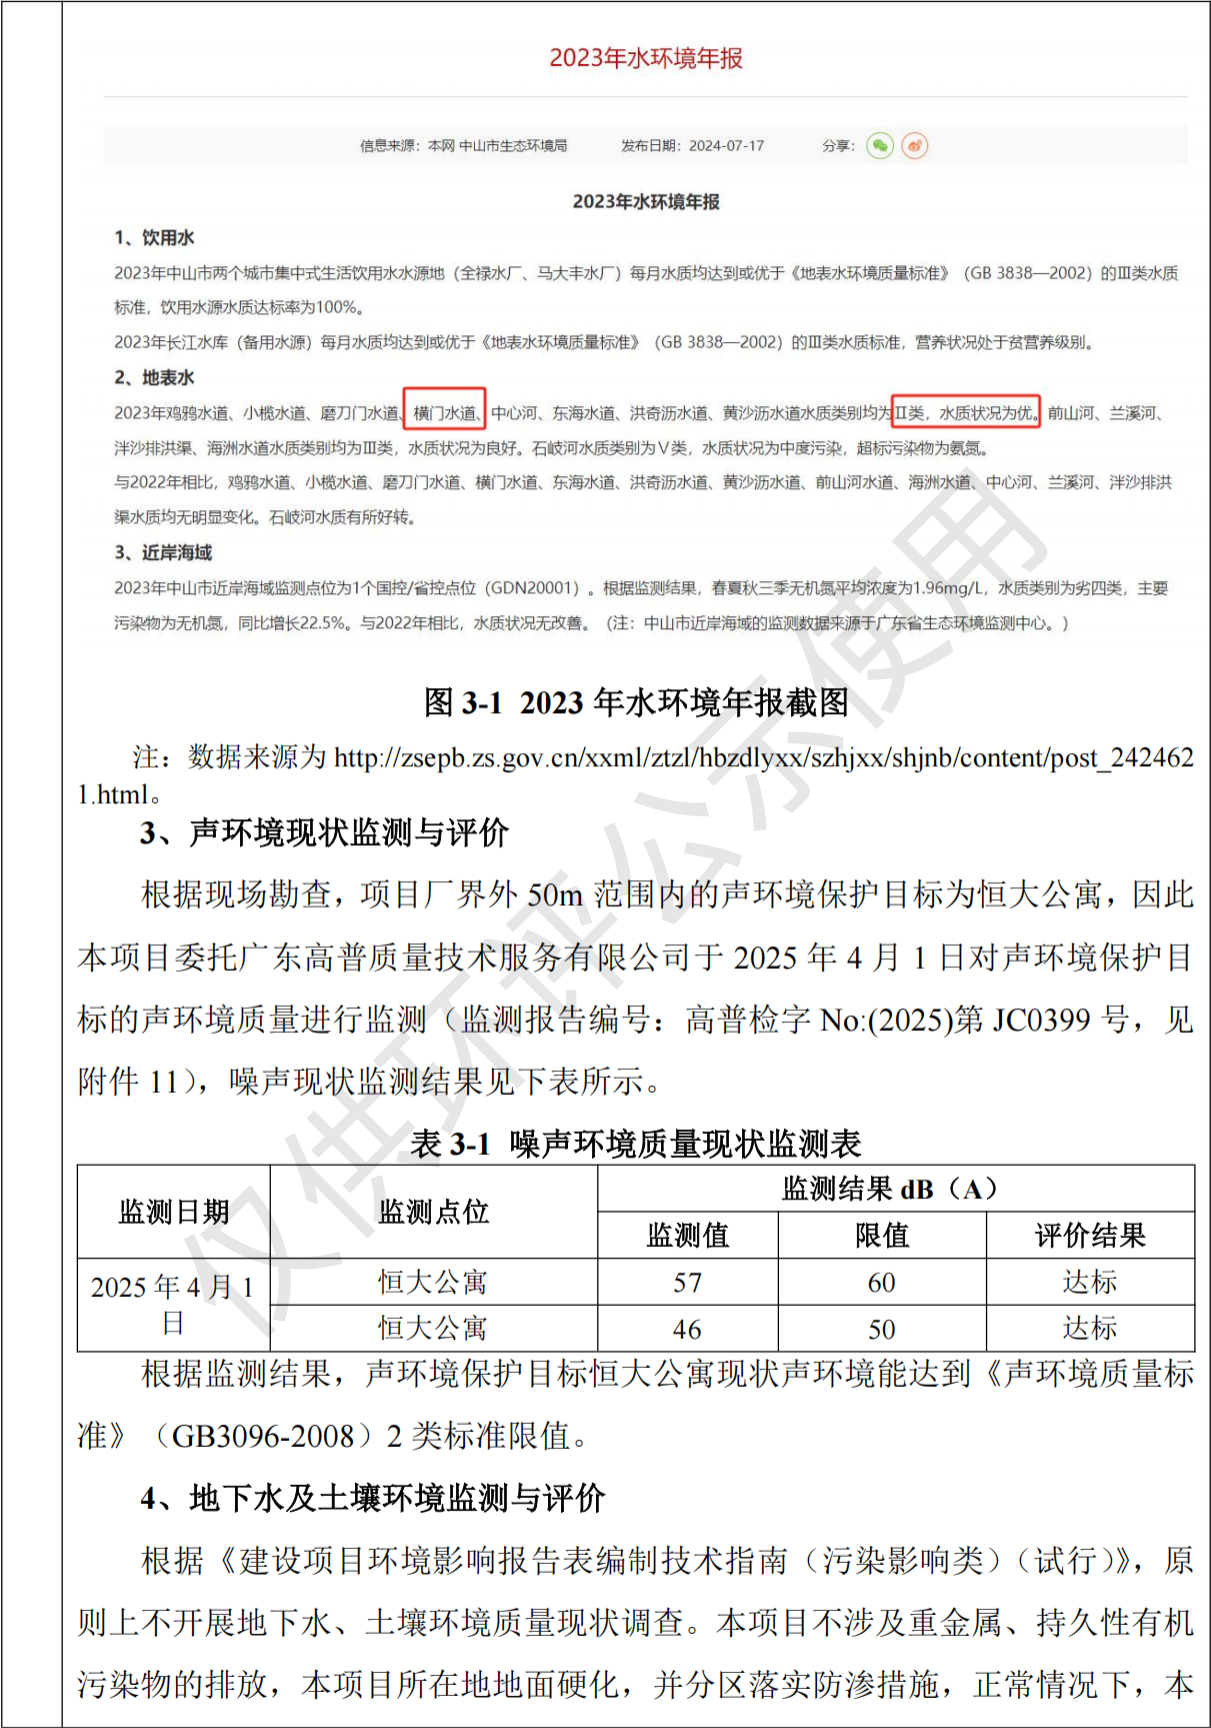 2023年水环境年报
信息来源：本网 中山市生态环境局 发布日期：2024-07-17 分享：
2023年水环境年报
1、饮用水
2023年中山市两个城市集中式生活饮用水水源地（全禄水厂、马大丰水厂）每月水质均达到或优于《地表水环境质量标准》（GB 3838—2002）的Ⅲ类水质
标准，饮用水源水质达标率为100%。
2023年长江水库（备用水源）每月水质均达到或优于《地表水环境质量标准》（GB 3838—2002）的Ⅲ类水质标准，营养状况处于贫营养级别。
2、地表水
2023年鸡鸦水道、小榄水道、磨刀门水道、横门水道、中心河、东海水道、洪奇沥水道、黄沙沥水道水质类别均为Ⅱ类，水质状况为优。前山河、兰溪河、
泮沙排洪渠、海洲水道水质类别均为Ⅲ类，水质状况为良好。石岐河水质类别为Ⅴ类，水质状况为中度污染，超标污染物为氨氮。
与2022年相比，鸡鸦水道、小榄水道、磨刀门水道、横门水道、东海水道、洪奇沥水道、黄沙沥水道、前山河水道、海洲水道、中心河、兰溪河、泮沙排洪
渠水质均无明显变化。石岐河水质有所好转。
3、近岸海域
2023年中山市近岸海域监测点位为1个国控/省控点位（GDN20001）。根据监测结果，春夏秋三季无机氮平均浓度为1.96mg/L，水质类别为劣四类，主要
污染物为无机氮，同比增长22.5%。与2022年相比，水质状况无改善。（注：中山市近岸海域的监测数据来源于广东省生态环境监测中心。）
图 3-1 2023 年水环境年报截图
注：数据来源为 http://zsepb.zs.gov.cn/xxml/ztzl/hbzdlyxx/szhjxx/shjnb/content/post_242462
1.html。
3、声环境现状监测与评价
根据现场勘查，项目厂界外 50m 范围内的声环境保护目标为恒大公寓，因此
本项目委托广东高普质量技术服务有限公司于 2025 年 4 月 1 日对声环境保护目
标的声环境质量进行监测（监测报告编号：高普检字 No:(2025)第 JC0399 号，见
附件 11），噪声现状监测结果见下表所示。
表 3-1 噪声环境质量现状监测表
监测日期 监测点位 监测结果 dB（A）
监测值 限值 评价结果
2025 年 4 月 1
日
恒大公寓 57 60 达标
恒大公寓 46 50 达标
根据监测结果，声环境保护目标恒大公寓现状声环境能达到《声环境质量标
准》（GB3096-2008）2 类标准限值。
4、地下水及土壤环境监测与评价
根据《建设项目环境影响报告表编制技术指南（污染影响类）（试行）》，原
则上不开展地下水、土壤环境质量现状调查。本项目不涉及重金属、持久性有机
污染物的排放，本项目所在地地面硬化，并分区落实防渗措施，正常情况下，本
仅供环评公示使用